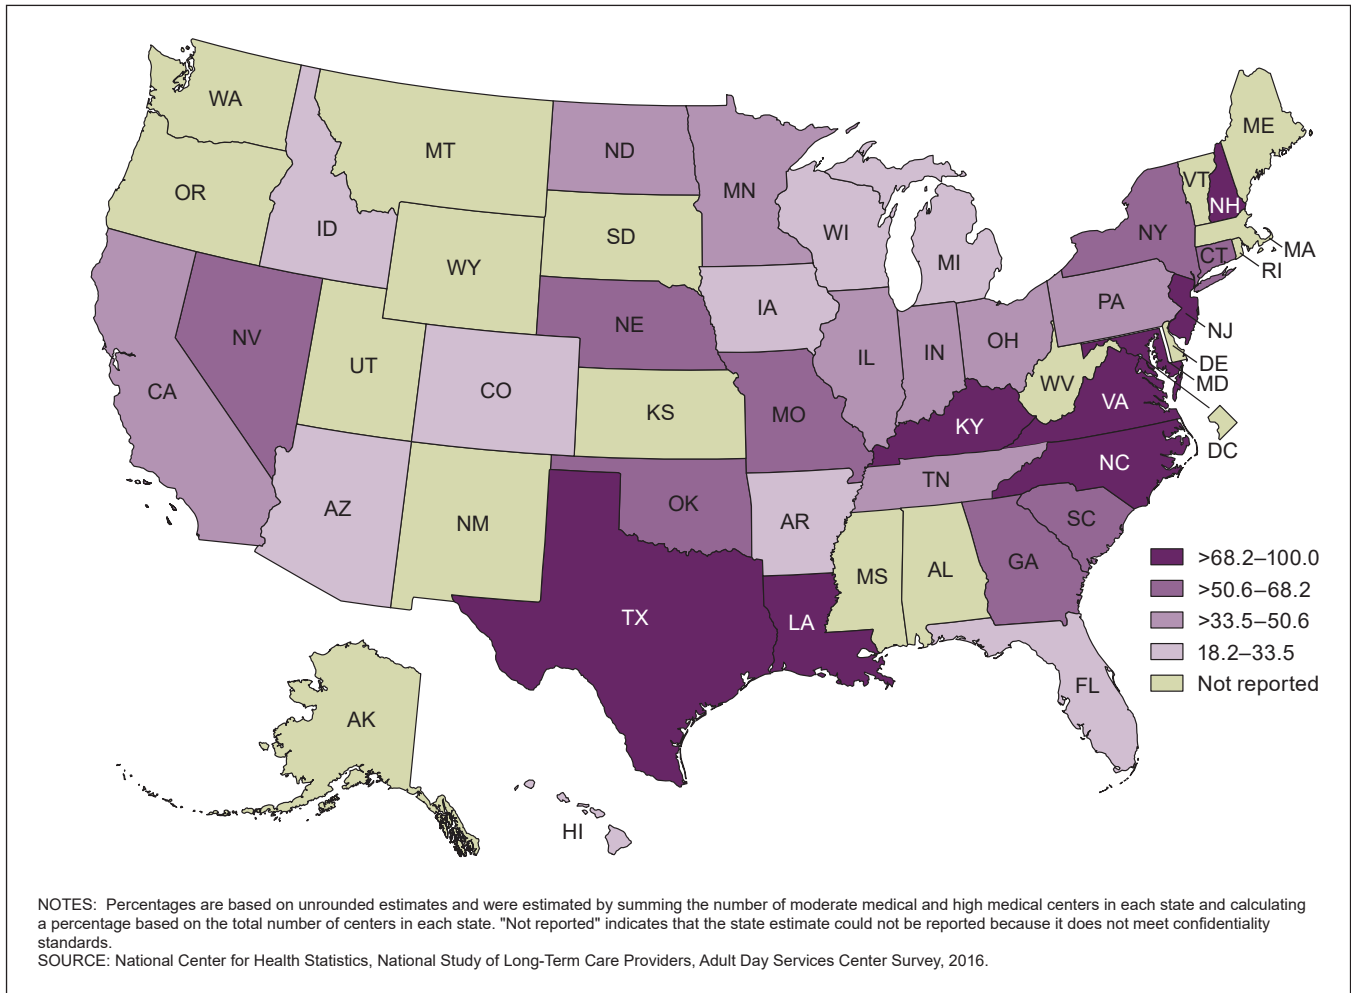 WA
MT
ND
MN
ME
OR
ID
SD
WI
MI
VT
NH
NY
MA
CT
RI
WY
IA
NE
PA
NJ
NV
UT
CO
IL
IN
OH
DE
MD
CA
KS
MO
WV
VA
KY
DC
NC
TN
AZ
NM
OK
AR
SC
MS
AL
GA
TX
LA
FL
AK
HI
>68.2–100.0
>50.6–68.2
>33.5–50.6
18.2–33.5
Not reported
NOTES: Percentages are based on unrounded estimates and were estimated by summing the number of moderate medical and high medical centers in each state and calculating
a percentage based on the total number of centers in each state. "Not reported" indicates that the state estimate could not be reported because it does not meet confidentiality
standards.
SOURCE: National Center for Health Statistics, National Study of Long-Term Care Providers, Adult Day Services Center Survey, 2016.